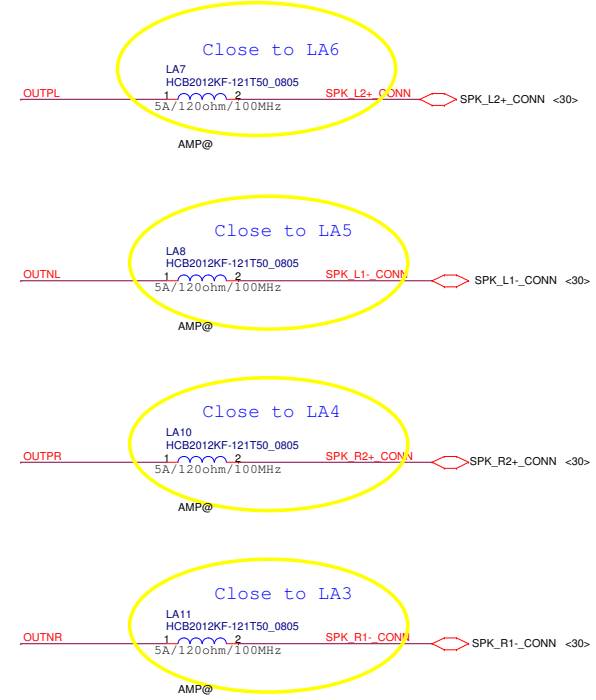 Close to LA6
LA7
HCB2012KF-121T50_0805
OUTPL 1 2 SPK_L2+_CONN SPK_L2+_CONN <30>
5A/120ohm/100MHz
AMP@
Close to LA5
LA8
HCB2012KF-121T50_0805
OUTNL 1 2 SPK_L1-_CONN SPK_L1-_CONN <30>
5A/120ohm/100MHz
AMP@
Close to LA4
LA10
HCB2012KF-121T50_0805
OUTPR 1 2 SPK_R2+_CONN SPK_R2+_CONN <30>
5A/120ohm/100MHz
AMP@
Close to LA3
LA11
HCB2012KF-121T50_0805
OUTNR 1 2 SPK_R1-_CONN SPK_R1-_CONN <30>
5A/120ohm/100MHz
AMP@